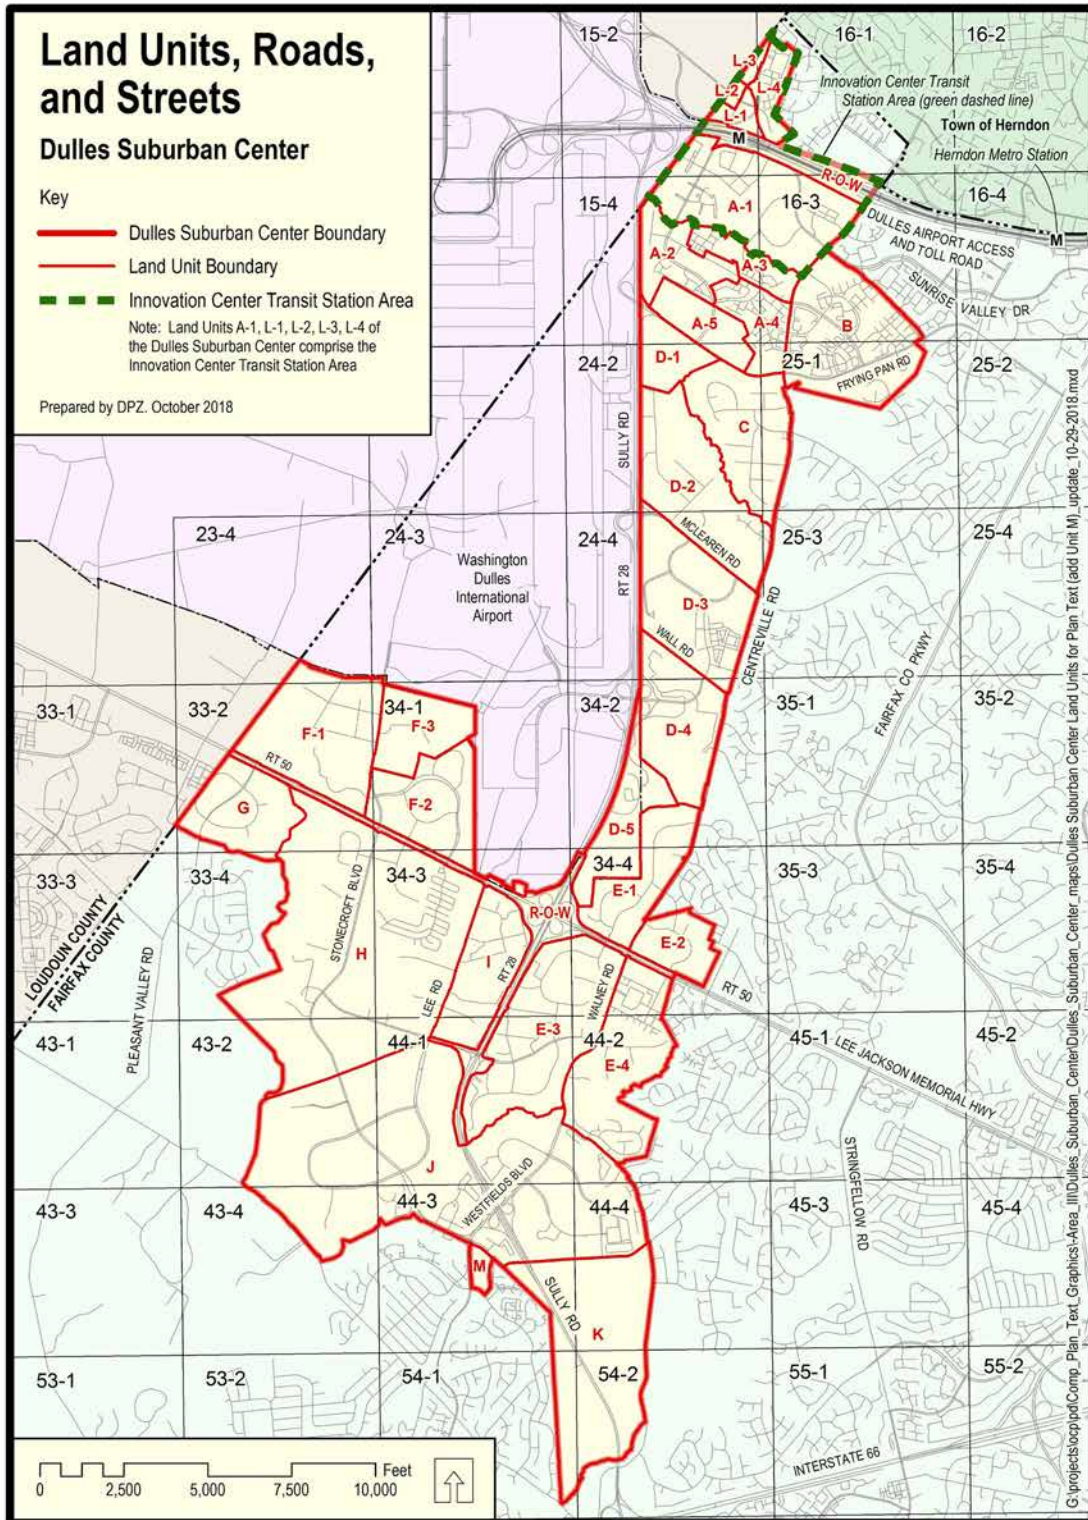 Land Units, Roads,
and Streets
Dulles Suburban Center
Key
Dulles Suburban Center Boundary
Land Unit Boundary
Innovation Center Transit Station Area
Note: Land Units A-1, L-1, L-2, L-3, L-4 of
the Dulles Suburban Center comprise the
Innovation Center Transit Station Area
Prepared by DPZ. October 2018
15-2
16-1
16-2
L-3
L-2
L-4
L-1
Innovation Center Transit
Station Area (green dashed line)
Town of Herndon
Herndon Metro Station
M
R-O-W
15-4
A-1
16-3
16-4
DULLES AIRPORT ACCESS
AND TOLL ROAD
M
A-2
A-3
SUNRISE VALLEY DR
A-5
A-4
B
24-2
D-1
25-1
FRYING PAN RD
25-2
SULLY RD
C
D-2
23-4
24-3
24-4
MCLEAREN RD
25-3
25-4
Washington
Dulles
International
Airport
RT 28
D-3
WALL RD
CENTREVILLE RD
FAIRFAX CO PKWY
33-1
33-2
34-1
34-2
35-1
35-2
F-1
F-3
D-4
RT 50
G
F-2
D-5
33-3
33-4
34-3
34-4
35-3
35-4
STONECROFT BLVD
R-O-W
E-1
E-2
LOUDOUN COUNTY
FAIRFAX COUNTY
PLEASANT VALLEY RD
H
I
LEE RD
RT 28
WALNEY RD
RT 50
43-1
43-2
44-1
E-3
44-2
E-4
45-1
45-2
LEE JACKSON MEMORIAL HWY
J
WESTFIELDS BLVD
STRINGFELLOW RD
43-3
43-4
44-3
44-4
45-3
45-4
M
SULLY RD
K
53-1
53-2
54-1
54-2
55-1
55-2
INTERSTATE 66
Feet
0
2,500
5,000
7,500
10,000
G:\projects\ocp\pd\Comp_Plan_Text_Graphics\-Area_III\Dulles_Suburban_Center\Dulles_Suburban_Center_maps\Dulles Suburban Center Land Units for Plan Text (add Unit M)_update_10-29-2018.mxd